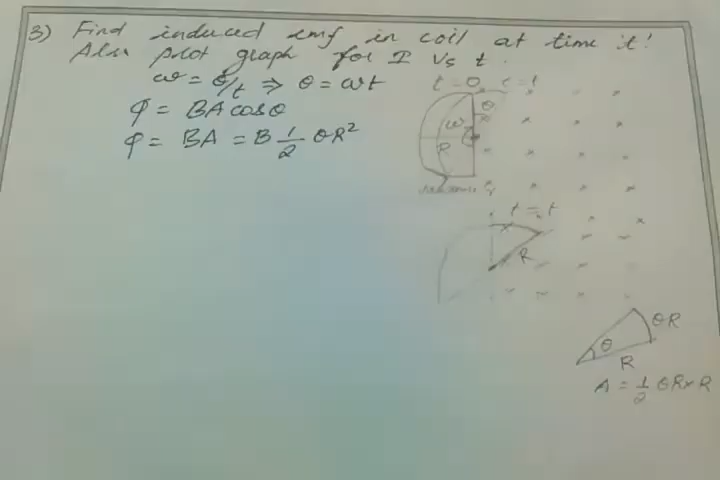 3) Find induced emf in coil at time 't'.
Also plot graph for I Vs t.
ω = θ/t ⇒ θ = ωt
φ = BA cosθ
φ = BA = B 1/2 θR²
t = 0
θ
ω
R
t = t
R
θR
θ
R
A = 1/2 θR×R